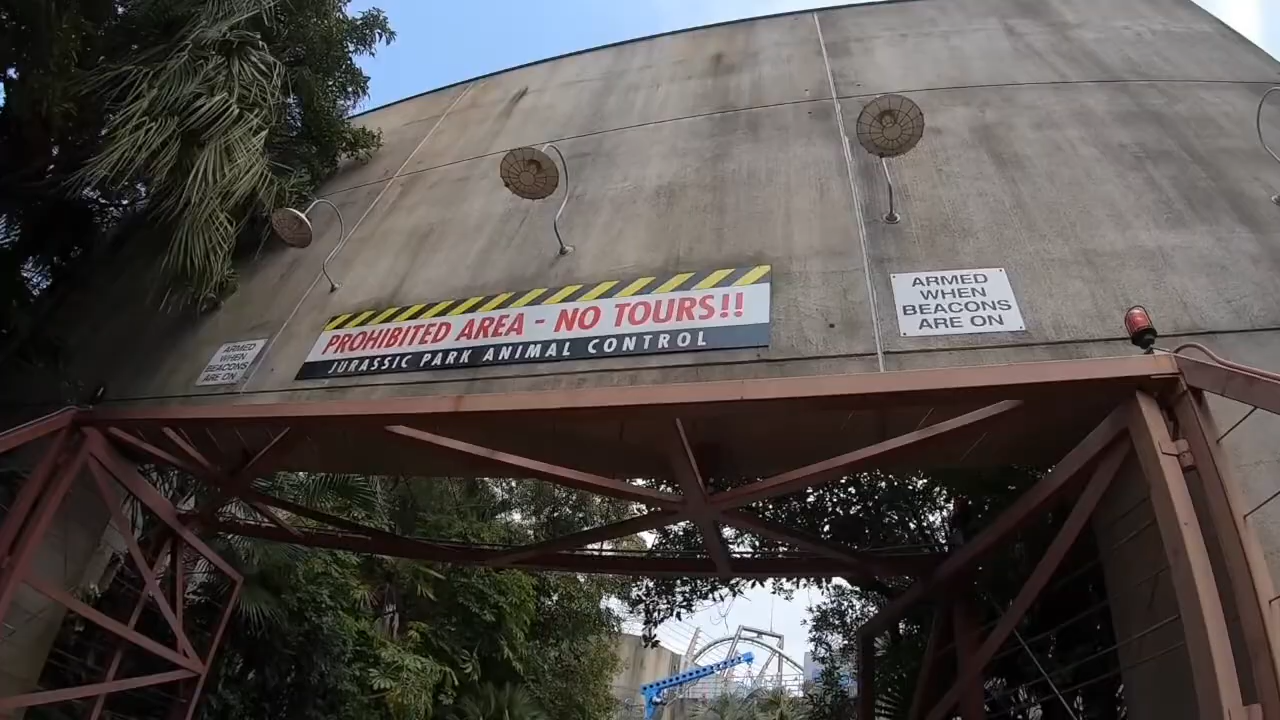 PROHIBITED AREA - NO TOURS!!
JURASSIC PARK ANIMAL CONTROL
ARMED
WHEN
BEACONS
ARE ON
ARMED
WHEN
BEACONS
ARE ON